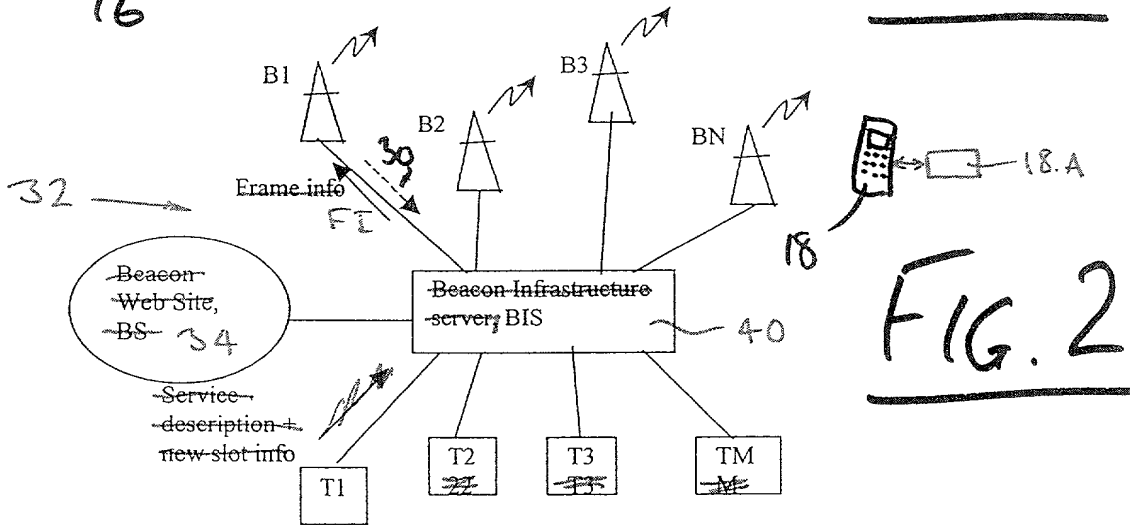 16
B1
B2
B3
BN
30
Frame info
FI
32
18.A
18
Beacon
Web Site,
BS 34
Beacon Infrastructure
server, BIS
40
FIG. 2
Service
description +
new slot info
T1
T2
22
T3
T3
TM
M